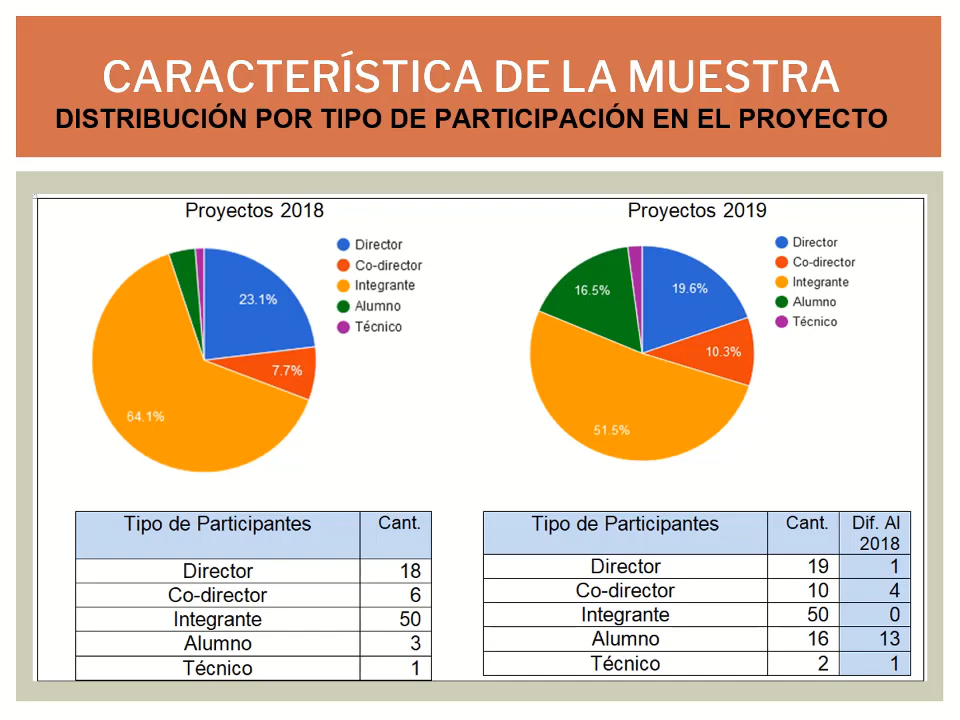 CARACTERÍSTICA DE LA MUESTRA
DISTRIBUCIÓN POR TIPO DE PARTICIPACIÓN EN EL PROYECTO
Proyectos 2018
Director
Co-director
Integrante
Alumno
Técnico
23.1%
7.7%
64.1%
Proyectos 2019
Director
Co-director
Integrante
Alumno
Técnico
16.5%
19.6%
10.3%
51.5%
Tipo de Participantes Cant.
Director 18
Co-director 6
Integrante 50
Alumno 3
Técnico 1
Tipo de Participantes Cant. Dif. Al
2018
Director 19 1
Co-director 10 4
Integrante 50 0
Alumno 16 13
Técnico 2 1